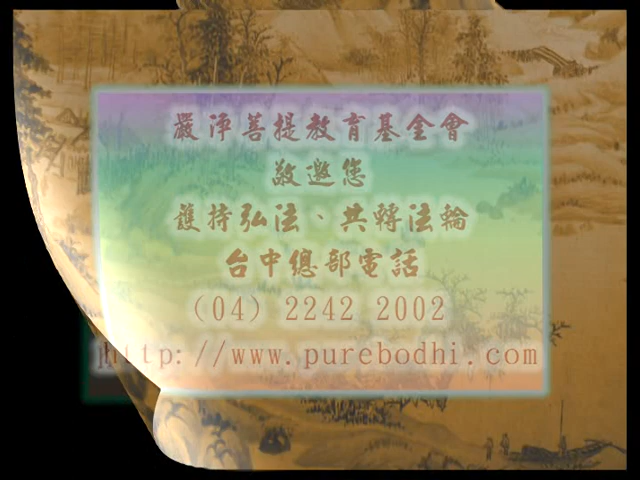 嚴淨菩提教育基金會
敬邀您
護持弘法、共轉法輪
台中總部電話
(04) 2242 2002
http://www.purebodhi.com